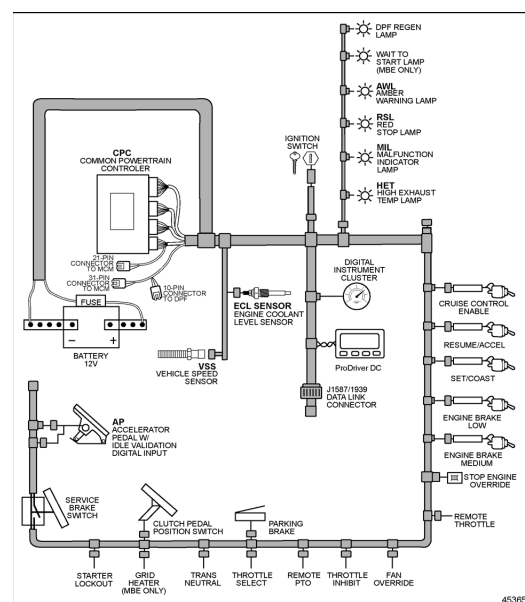 DPF REGEN
LAMP
WAIT TO
START LAMP
(MBE ONLY)
AWL
AMBER
WARNING LAMP
RSL
RED
STOP LAMP
MIL
MALFUNCTION
INDICATOR
LAMP
HET
HIGH EXHAUST
TEMP LAMP
IGNITION
SWITCH
CPC
COMMON POWERTRAIN
CONTROLER
21-PIN
CONNECTOR
TO MCM
31-PIN
CONNECTOR
TO MCM
10-PIN
CONNECTOR
TO DPF
FUSE
– +
BATTERY
12V
ECL SENSOR
ENGINE COOLANT
LEVEL SENSOR
VSS
VEHICLE SPEED
SENSOR
DIGITAL
INSTRUMENT
CLUSTER
ProDriver DC
J1587/1939
DATA LINK
CONNECTOR
CRUISE CONTROL
ENABLE
RESUME/ACCEL
SET/COAST
ENGINE BRAKE
LOW
ENGINE BRAKE
MEDIUM
STOP ENGINE
OVERRIDE
REMOTE
THROTTLE
AP
ACCELERATOR
PEDAL W/
IDLE VALIDATION
DIGITAL INPUT
SERVICE
BRAKE
SWITCH
CLUTCH PEDAL
POSITION SWITCH
PARKING
BRAKE
STARTER
LOCKOUT
GRID
HEATER
(MBE ONLY)
TRANS
NEUTRAL
THROTTLE
SELECT
REMOTE
PTO
THROTTLE
INHIBIT
FAN
OVERRIDE
45365